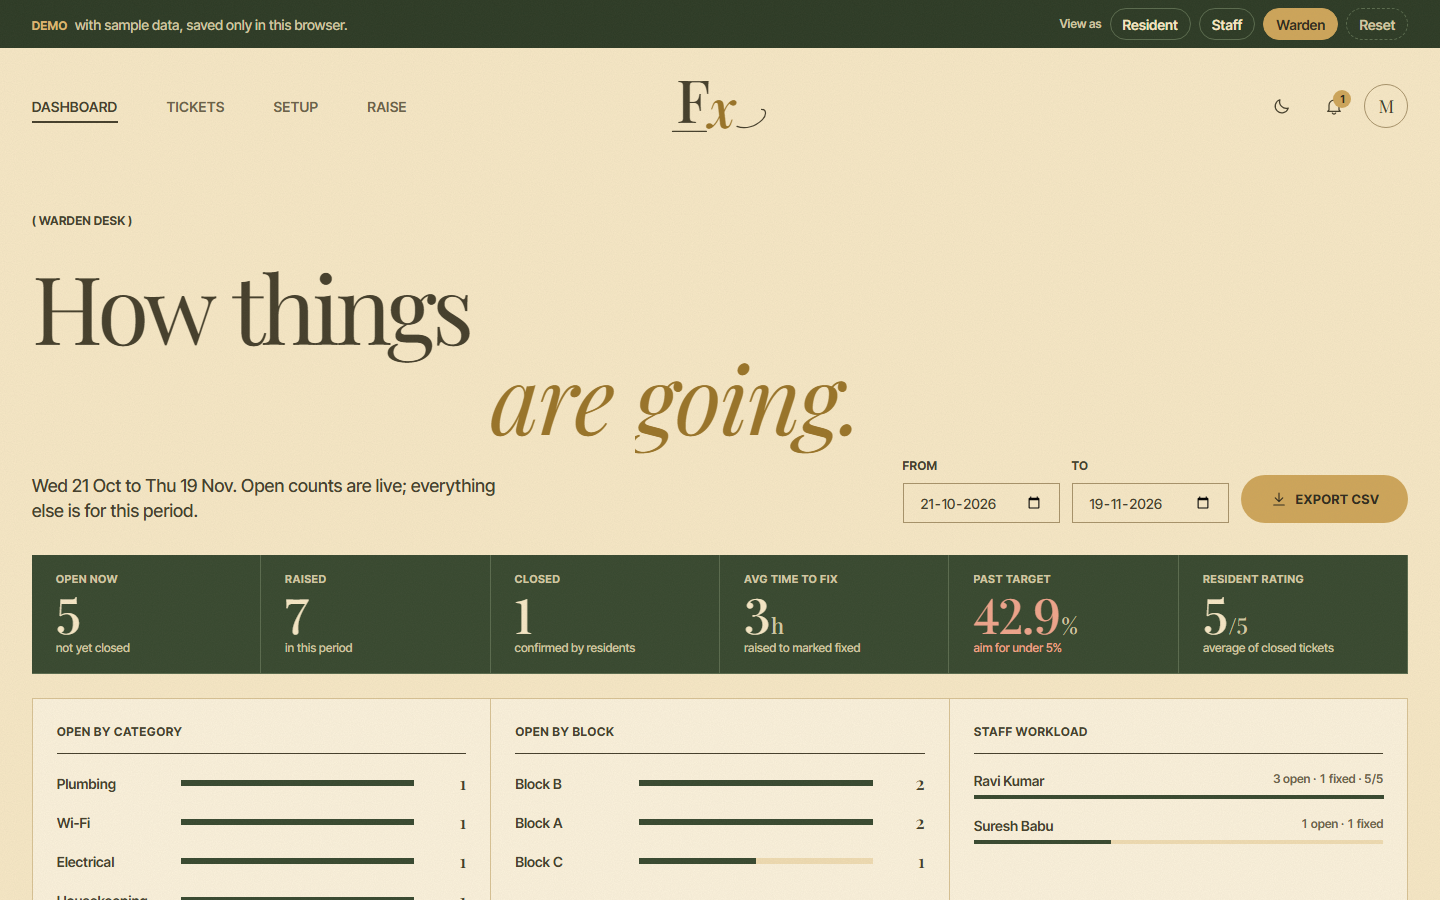 DEMO with sample data, saved only in this browser.
View as Resident Staff Warden Reset
DASHBOARD TICKETS SETUP RAISE
Fx
1
M
( WARDEN DESK )
How things
are going.
Wed 21 Oct to Thu 19 Nov. Open counts are live; everything
else is for this period.
FROM TO
21-10-2026 19-11-2026 EXPORT CSV
OPEN NOW
5
not yet closed
RAISED
7
in this period
CLOSED
1
confirmed by residents
AVG TIME TO FIX
3h
raised to marked fixed
PAST TARGET
42.9%
aim for under 5%
RESIDENT RATING
5/5
average of closed tickets
OPEN BY CATEGORY
Plumbing 1
Wi-Fi 1
Electrical 1
OPEN BY BLOCK
Block B 2
Block A 2
Block C 1
STAFF WORKLOAD
Ravi Kumar 3 open · 1 fixed · 5/5
Suresh Babu 1 open · 1 fixed